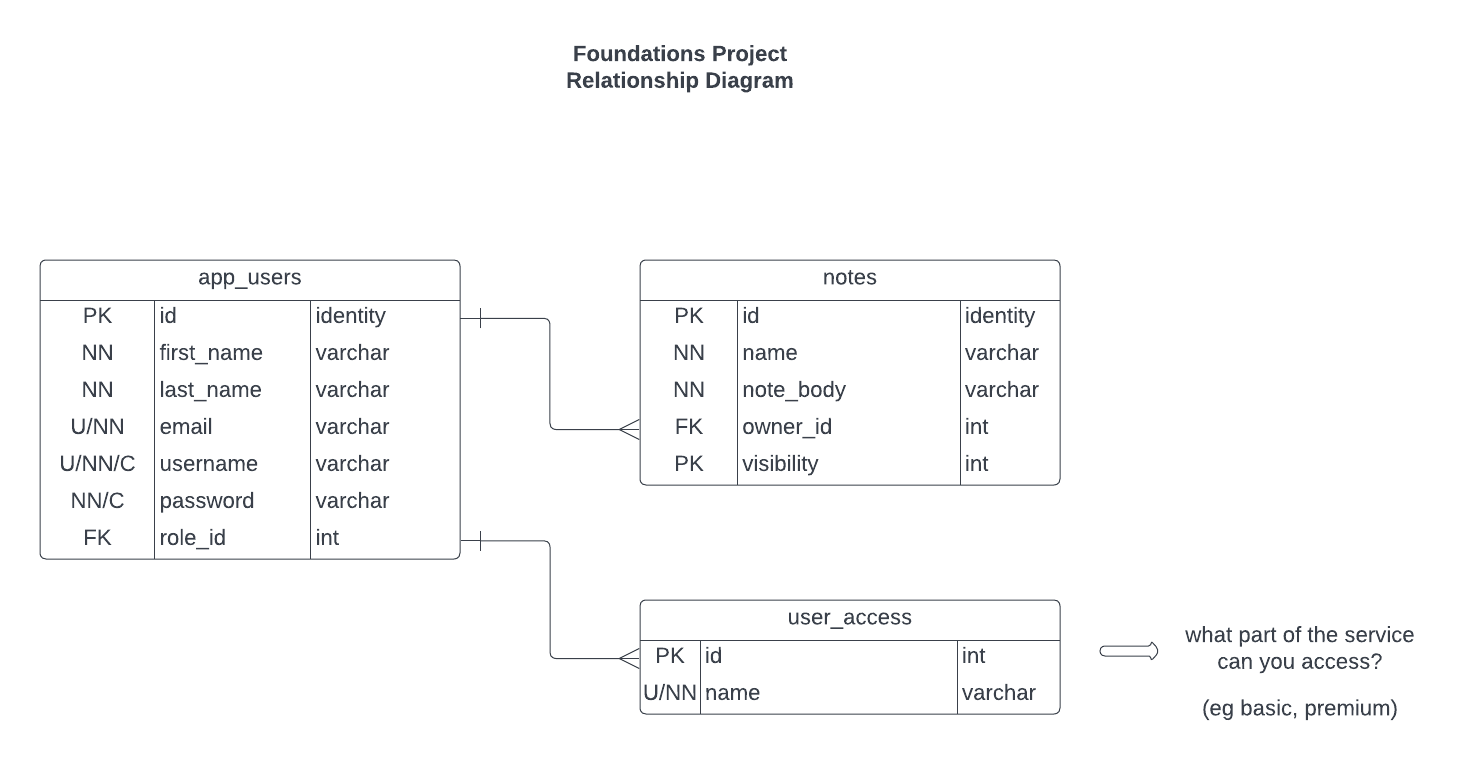 Foundations Project
Relationship Diagram
app_users
PK id identity
NN first_name varchar
NN last_name varchar
U/NN email varchar
U/NN/C username varchar
NN/C password varchar
FK role_id int
notes
PK id identity
NN name varchar
NN note_body varchar
FK owner_id int
PK visibility int
user_access
PK id int
U/NN name varchar
what part of the service
can you access?
(eg basic, premium)